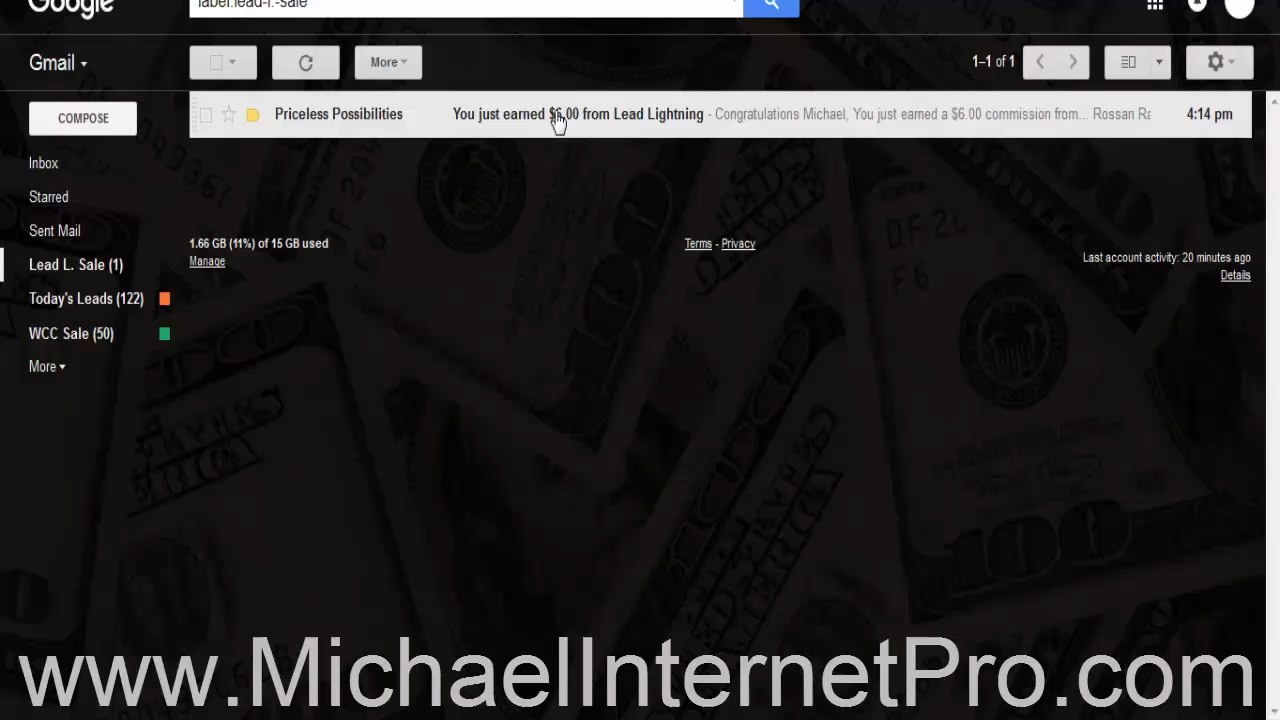 Google
label:lead-l.-sale
Gmail
More
1–1 of 1
COMPOSE
Priceless Possibilities You just earned $6.00 from Lead Lightning - Congratulations Michael, You just earned a $6.00 commission from... Rossan Ra 4:14 pm
Inbox
Starred
Sent Mail
Lead L. Sale (1)
Today's Leads (122)
WCC Sale (50)
More
1.66 GB (11%) of 15 GB used
Manage
Terms - Privacy
Last account activity: 20 minutes ago
Details
www.MichaelInternetPro.com